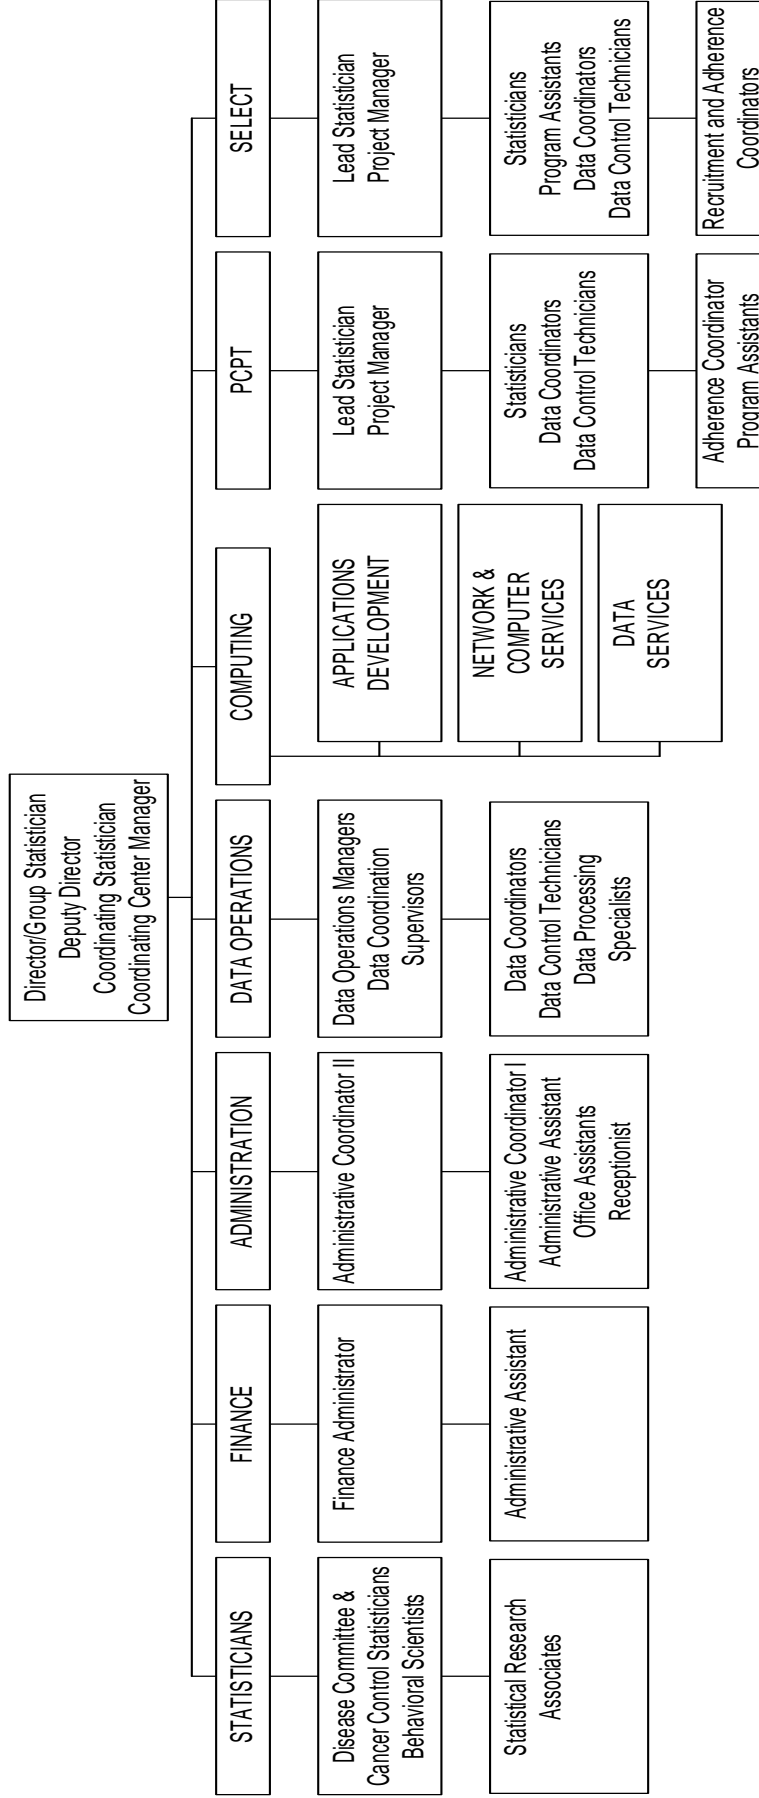 Director/Group Statistician
Deputy Director
Coordinating Statistician
Coordinating Center Manager
STATISTICIANS
Disease Committee &
Cancer Control Statisticians
Behavioral Scientists
Statistical Research
Associates
FINANCE
Finance Administrator
Administrative Assistant
ADMINISTRATION
Administrative Coordinator II
Administrative Coordinator I
Administrative Assistant
Office Assistants
Receptionist
DATA OPERATIONS
Data Operations Managers
Data Coordination
Supervisors
Data Coordinators
Data Control Technicians
Data Processing
Specialists
COMPUTING
APPLICATIONS
DEVELOPMENT
NETWORK &
COMPUTER
SERVICES
DATA
SERVICES
PCPT
Lead Statistician
Project Manager
Statisticians
Data Coordinators
Data Control Technicians
Adherence Coordinator
Program Assistants
SELECT
Lead Statistician
Project Manager
Statisticians
Program Assistants
Data Coordinators
Data Control Technicians
Recruitment and Adherence
Coordinators